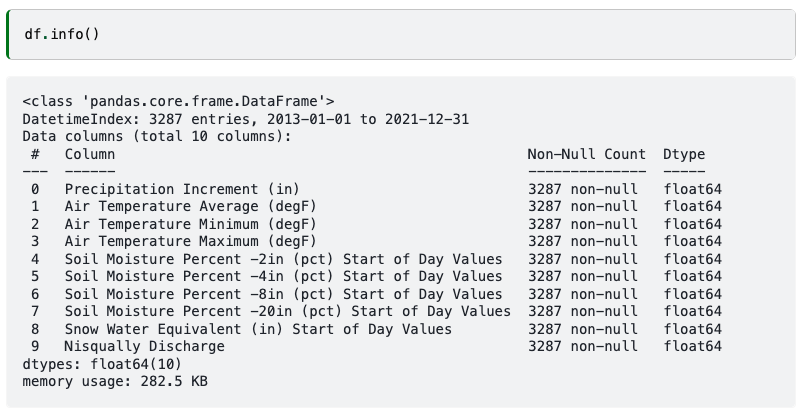 df.info()
<class 'pandas.core.frame.DataFrame'>
DatetimeIndex: 3287 entries, 2013-01-01 to 2021-12-31
Data columns (total 10 columns):
 #   Column                                                 Non-Null Count  Dtype
---  ------                                                 --------------  -----
 0   Precipitation Increment (in)                           3287 non-null   float64
 1   Air Temperature Average (degF)                         3287 non-null   float64
 2   Air Temperature Minimum (degF)                         3287 non-null   float64
 3   Air Temperature Maximum (degF)                         3287 non-null   float64
 4   Soil Moisture Percent -2in (pct) Start of Day Values   3287 non-null   float64
 5   Soil Moisture Percent -4in (pct) Start of Day Values   3287 non-null   float64
 6   Soil Moisture Percent -8in (pct) Start of Day Values   3287 non-null   float64
 7   Soil Moisture Percent -20in (pct) Start of Day Values  3287 non-null   float64
 8   Snow Water Equivalent (in) Start of Day Values         3287 non-null   float64
 9   Nisqually Discharge                                    3287 non-null   float64
dtypes: float64(10)
memory usage: 282.5 KB